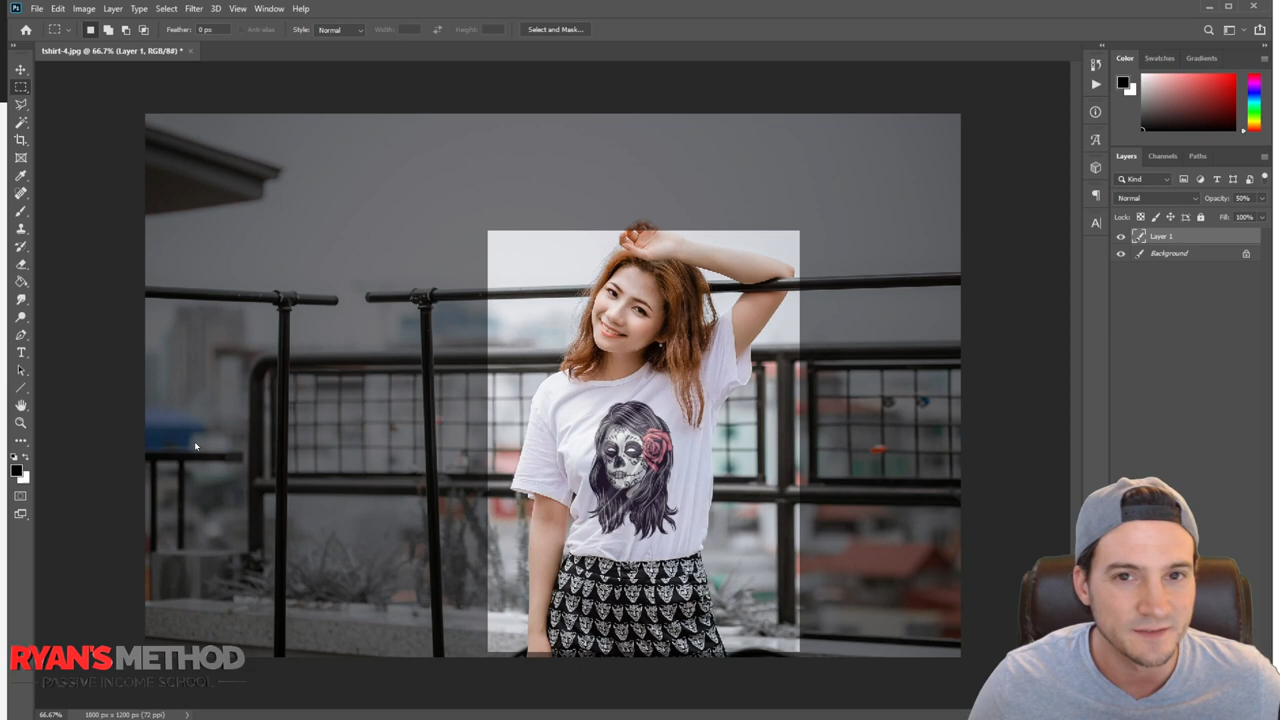 Ps File Edit Image Layer Type Select Filter 3D View Window Help
Feather: 0 px Anti-alias Style: Normal Width: Height: Select and Mask...
tshirt-4.jpg @ 66.7% (Layer 1, RGB/8#) * ×
Color Swatches Gradients
Layers Channels Paths
Kind
Normal Opacity: 50%
Lock: Fill: 100%
Layer 1
Background
RYAN'S METHOD
PASSIVE INCOME SCHOOL
66.67% 1800 px x 1200 px (72 ppi)